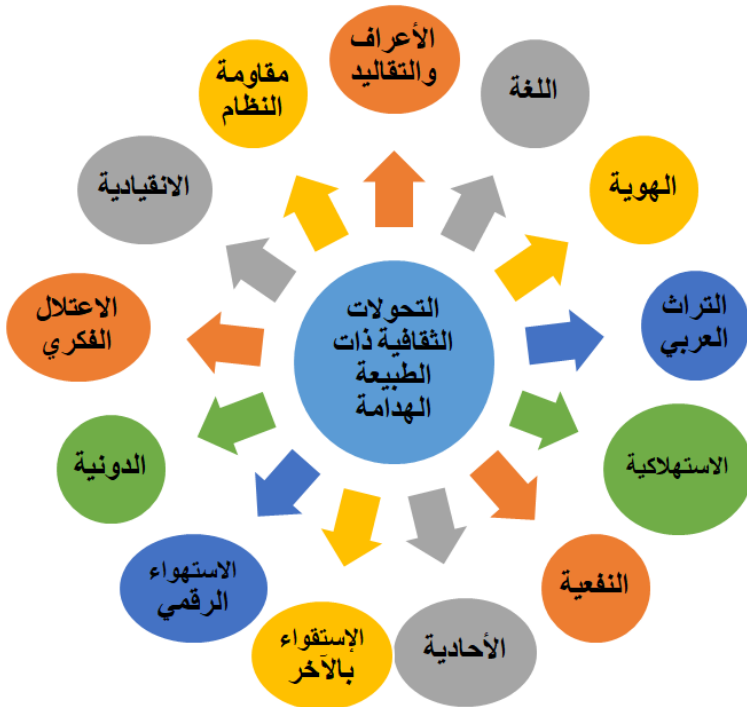 التحولات
الثقافية ذات
الطبيعة
الهدامة
الأعراف
والتقاليد
اللغة
الهوية
التراث
العربي
الاستهلاكية
النفعية
الأحادية
الإستقواء
بالآخر
الاستهواء
الرقمي
الدونية
الاعتلال
الفكري
الانقيادية
مقاومة
النظام